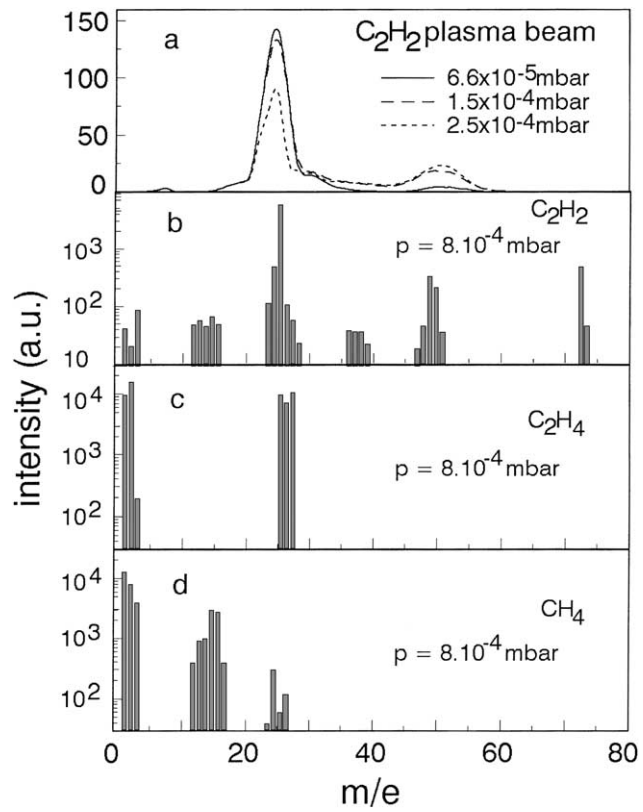 150
100
50
0
a
C₂H₂ plasma beam
6.6x10⁻⁵mbar
1.5x10⁻⁴mbar
2.5x10⁻⁴mbar
10³
10²
10
b
C₂H₂
p = 8.10⁻⁴ mbar
10⁴
10³
10²
c
C₂H₄
p = 8.10⁻⁴ mbar
10⁴
10³
10²
d
CH₄
p = 8.10⁻⁴ mbar
intensity (a.u.)
0 20 40 60 80
m/e